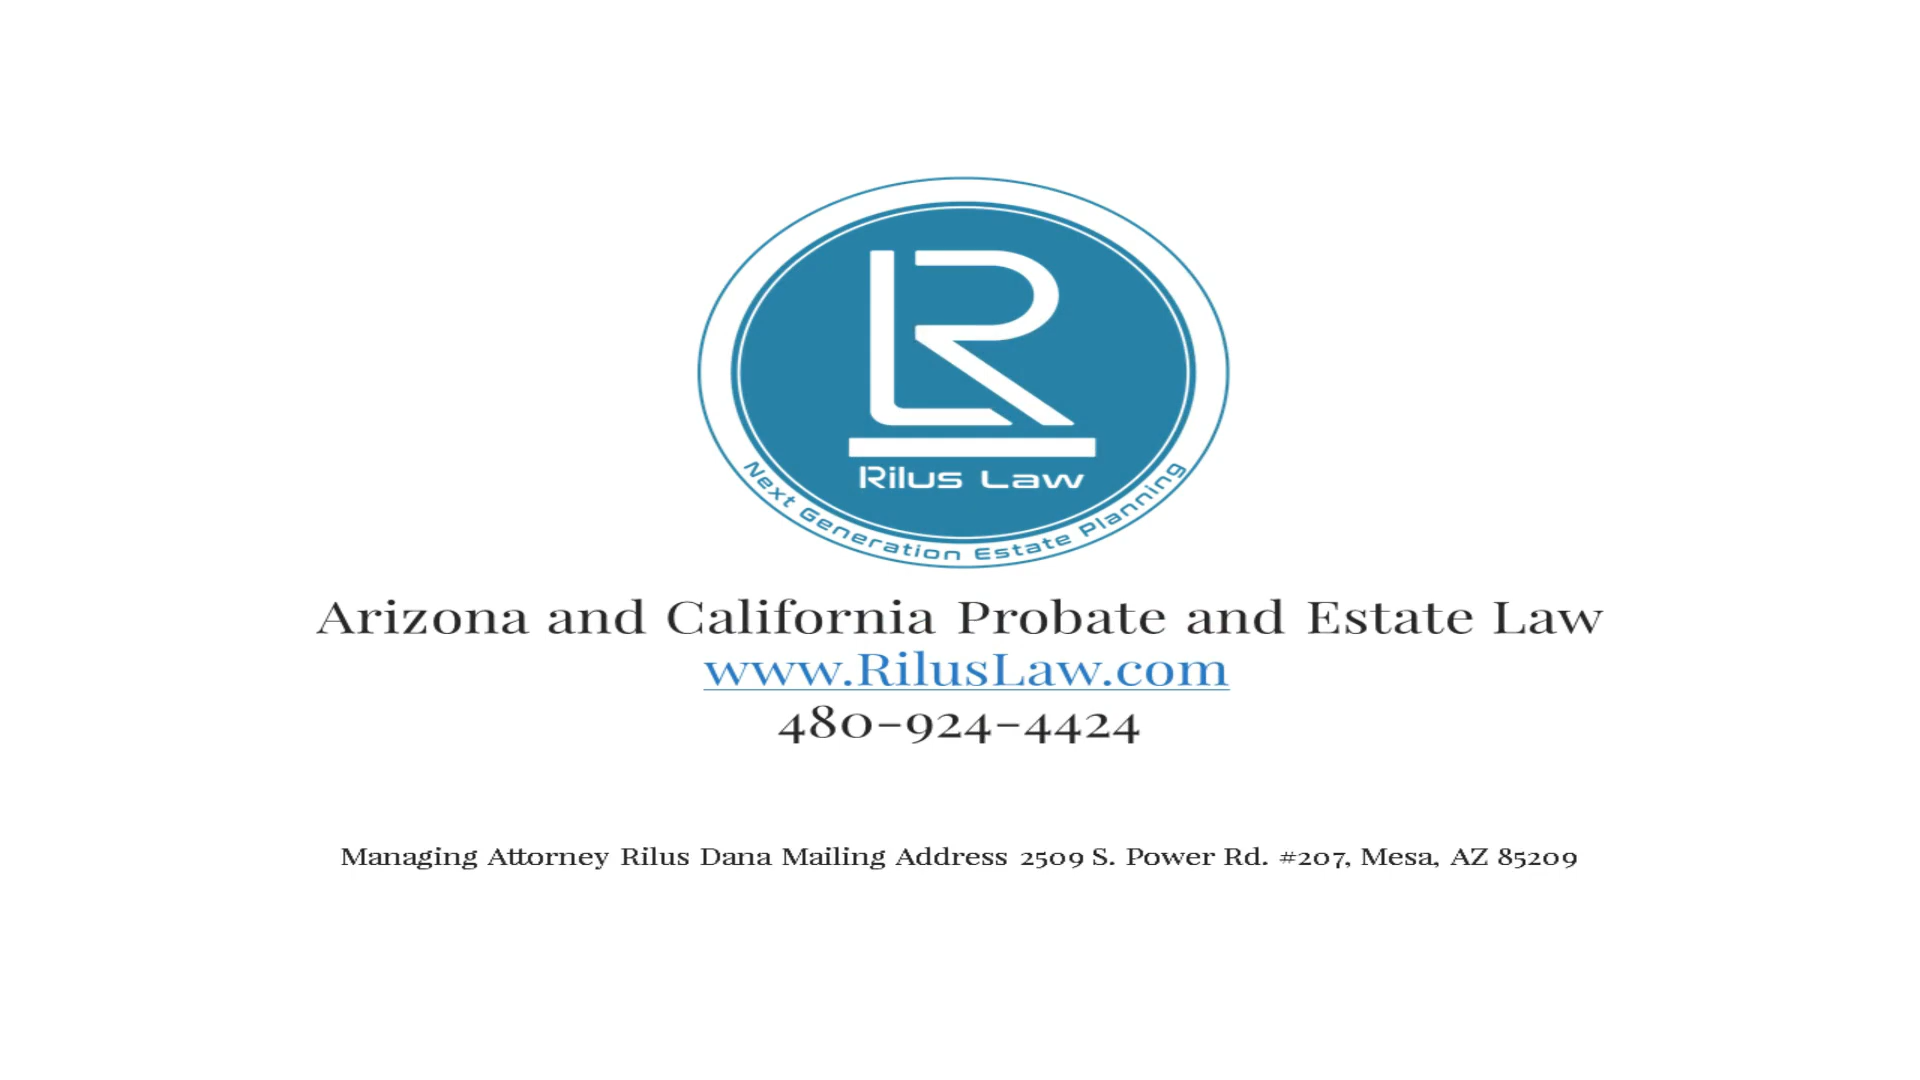 LR
Rilus Law
Next Generation Estate Planning
Arizona and California Probate and Estate Law
www.RilusLaw.com
480-924-4424
Managing Attorney Rilus Dana Mailing Address 2509 S. Power Rd. #207, Mesa, AZ 85209